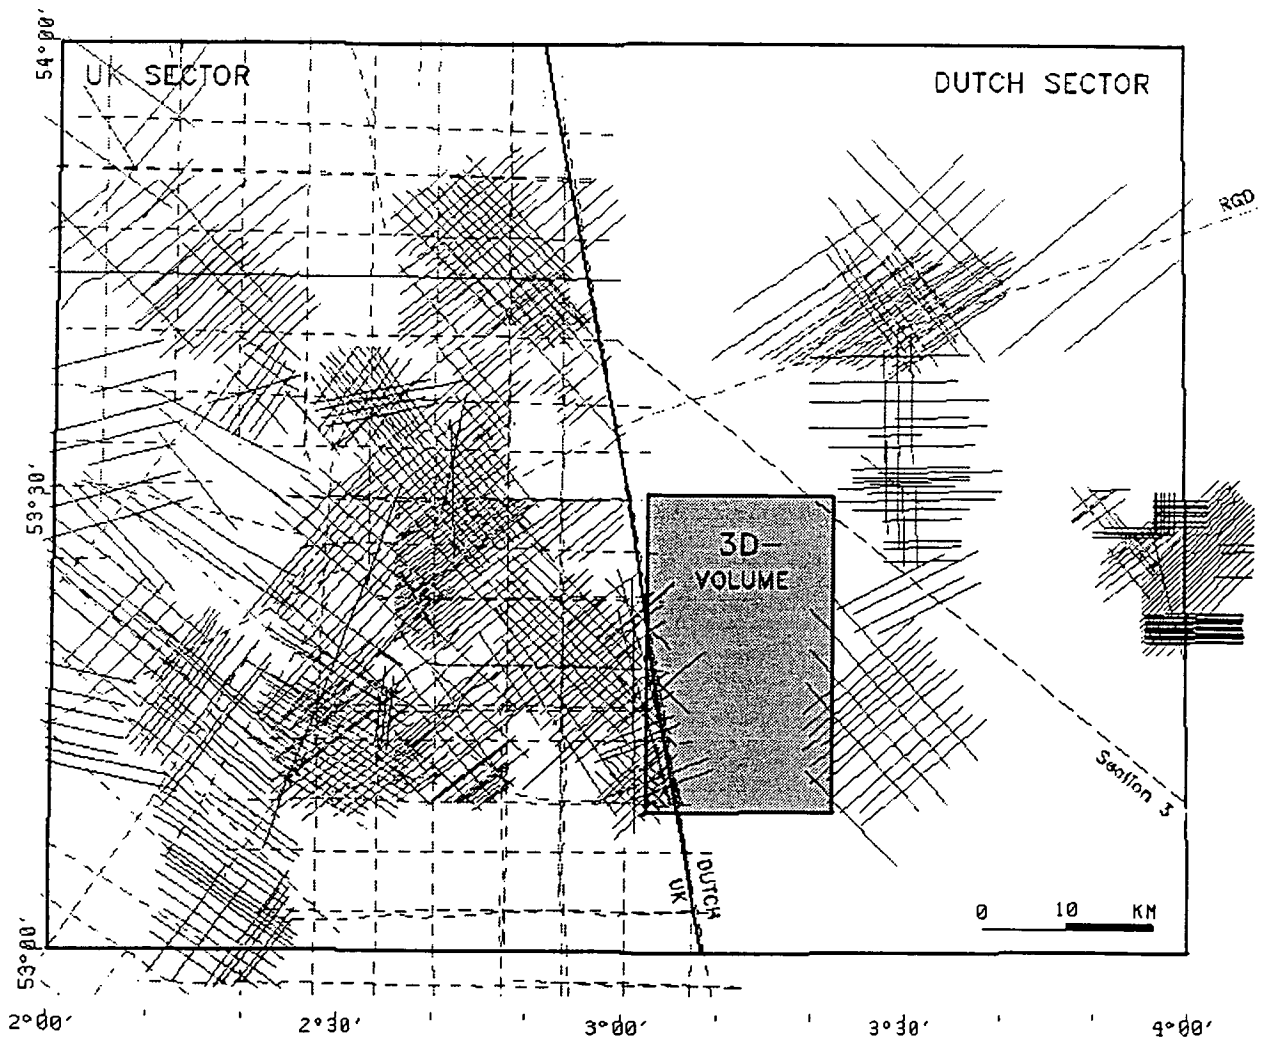 54°00'
UK SECTOR
DUTCH SECTOR
RGD
53°30'
3D-
VOLUME
Section 3
DUTCH
UK
0 10 KM
53°00'
2°00' 2°30' 3°00' 3°30' 4°00'